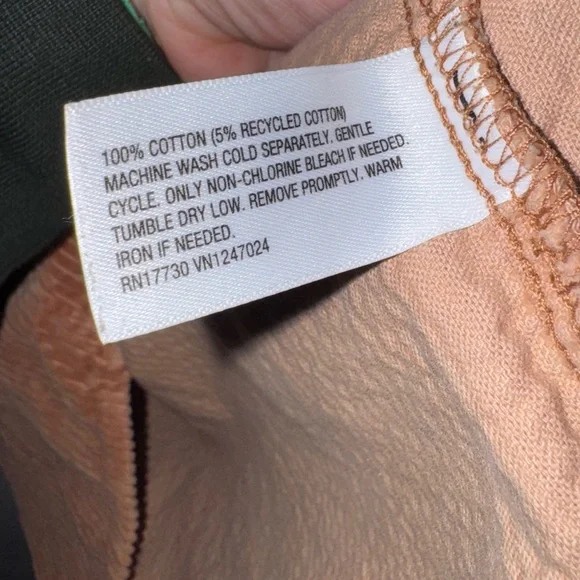 100% COTTON (5% RECYCLED COTTON)
MACHINE WASH COLD SEPARATELY. GENTLE
CYCLE. ONLY NON-CHLORINE BLEACH IF NEEDED.
TUMBLE DRY LOW. REMOVE PROMPTLY. WARM
IRON IF NEEDED.
RN17730 VN1247024